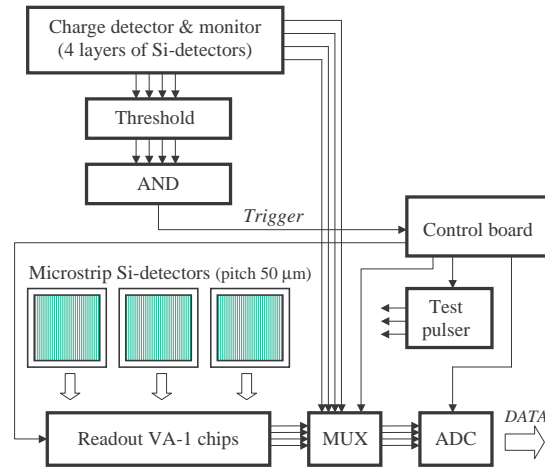 Charge detector & monitor
(4 layers of Si-detectors)
Threshold
AND
Trigger
Control board
Microstrip Si-detectors (pitch 50 μm)
Test
pulser
DATA
Readout VA-1 chips
MUX
ADC